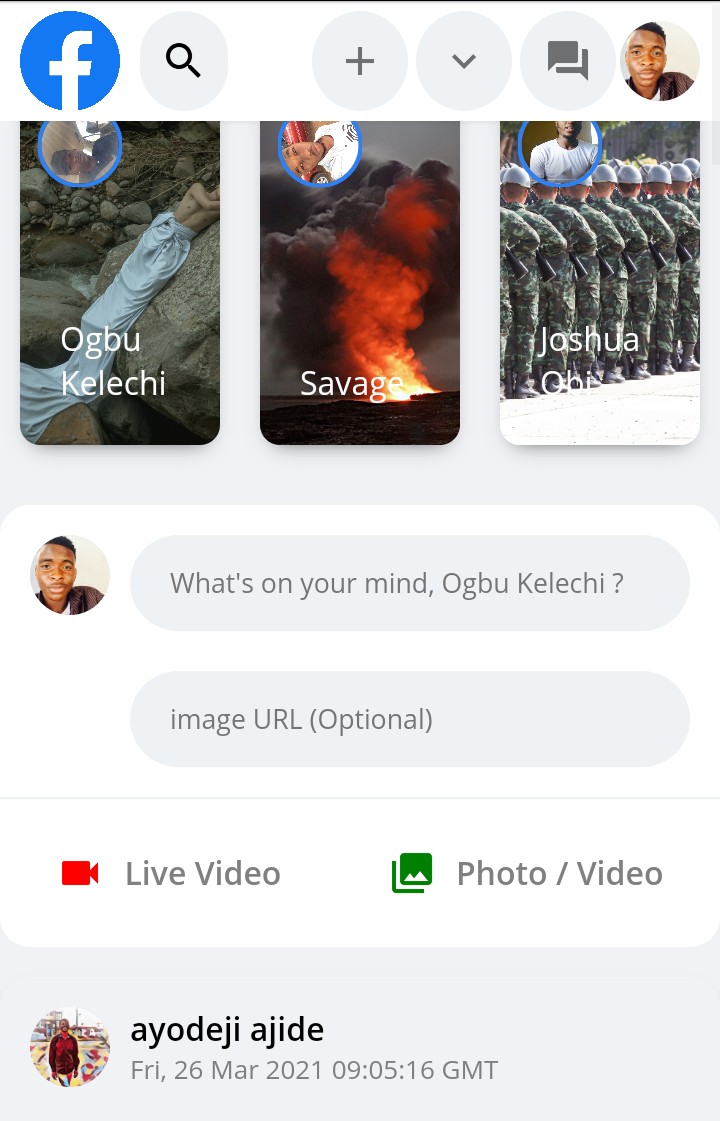 Ogbu
Kelechi
Savage
Joshua
Obi
What's on your mind, Ogbu Kelechi ?
image URL (Optional)
Live Video
Photo / Video
ayodeji ajide
Fri, 26 Mar 2021 09:05:16 GMT